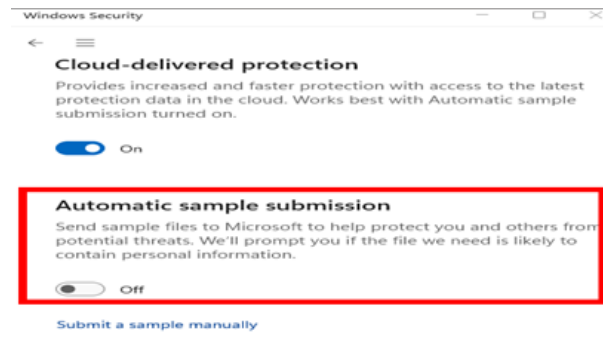 Windows Security
Cloud-delivered protection
Provides increased and faster protection with access to the latest
protection data in the cloud. Works best with Automatic sample
submission turned on.
On
Automatic sample submission
Send sample files to Microsoft to help protect you and others from
potential threats. We'll prompt you if the file we need is likely to
contain personal information.
Off
Submit a sample manually